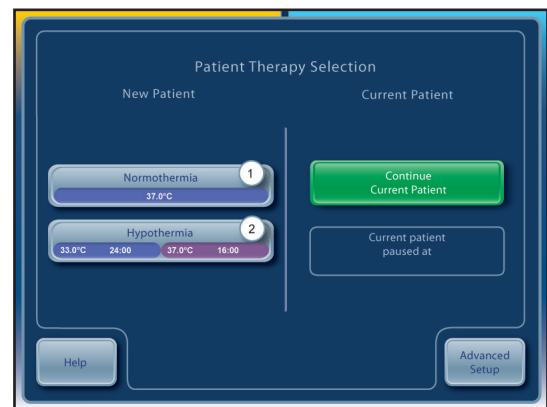 Patient Therapy Selection
New Patient
Current Patient
Normothermia
1
37.0°C
Hypothermia
2
33.0°C 24:00 37.0°C 16:00
Continue
Current Patient
Current patient
paused at
Help
Advanced
Setup